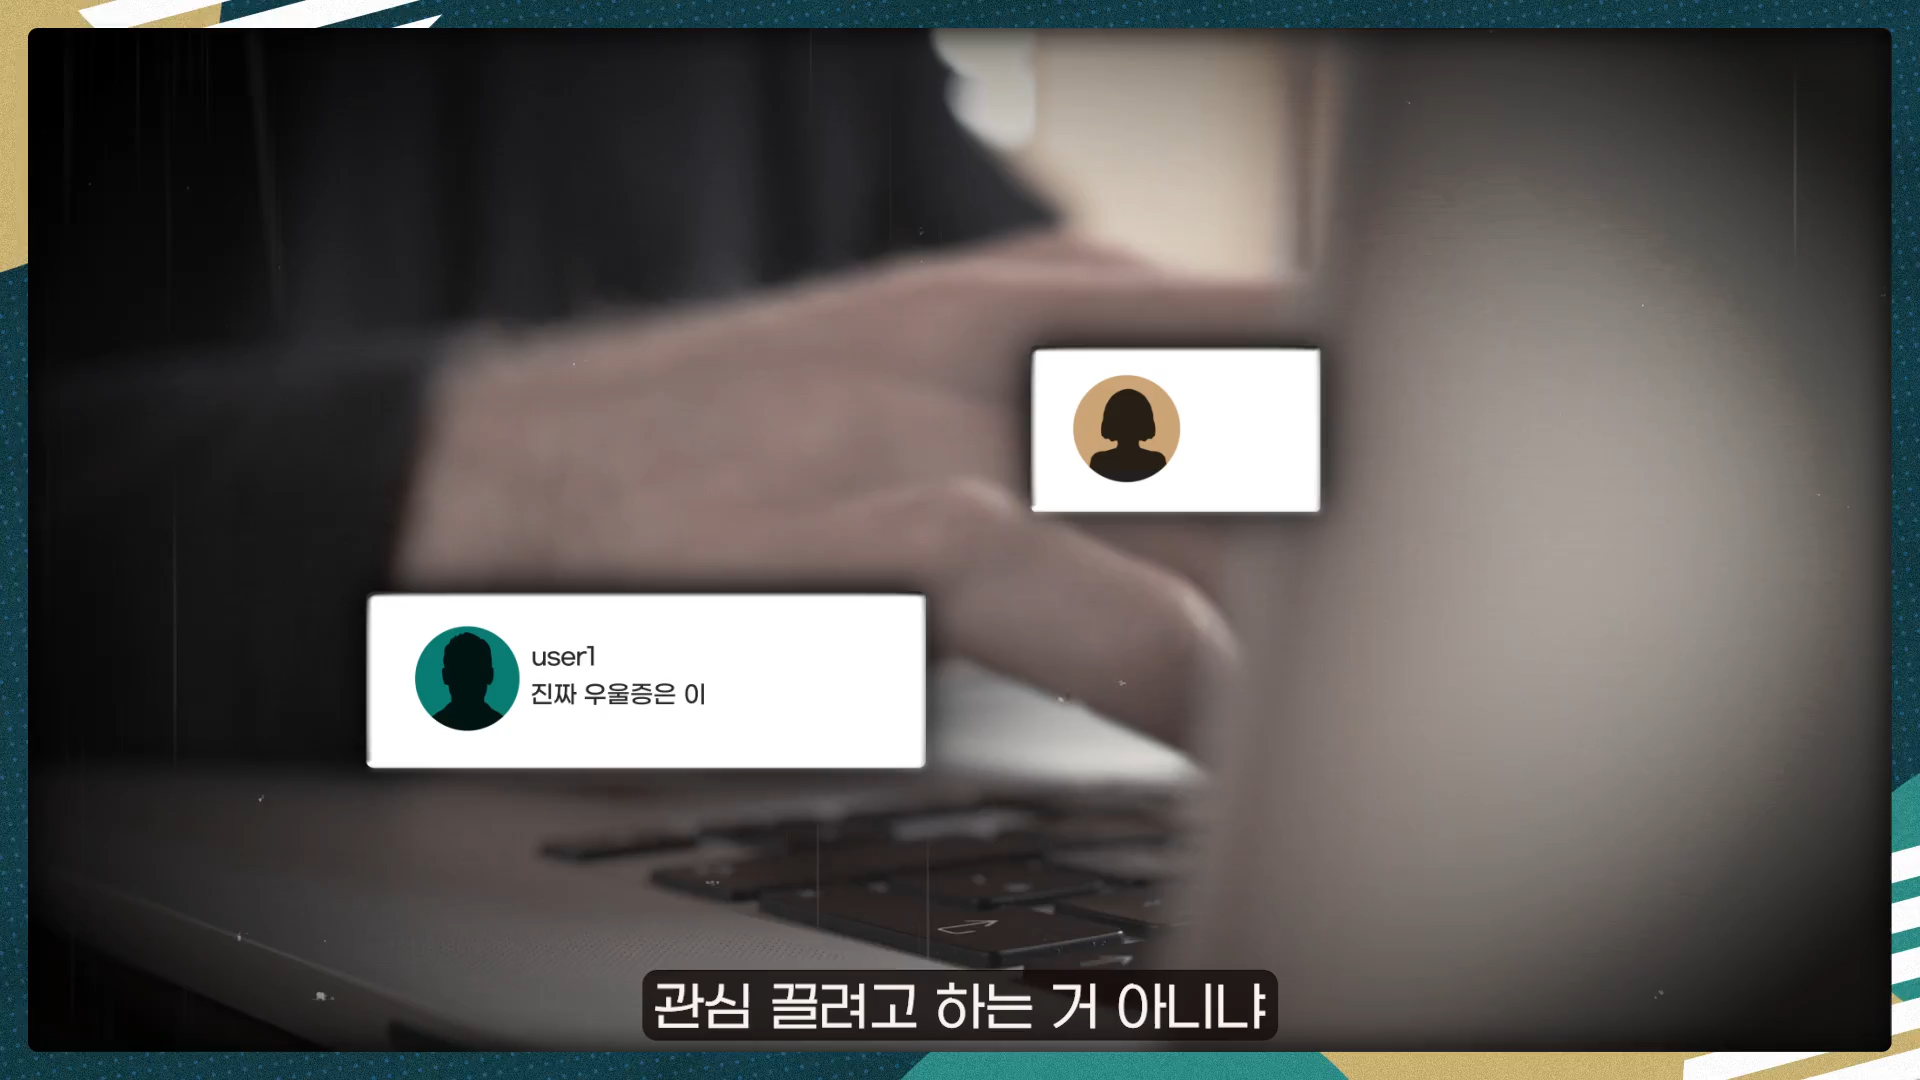 user1
진짜 우울증은 이
관심 끌려고 하는 거 아니냐